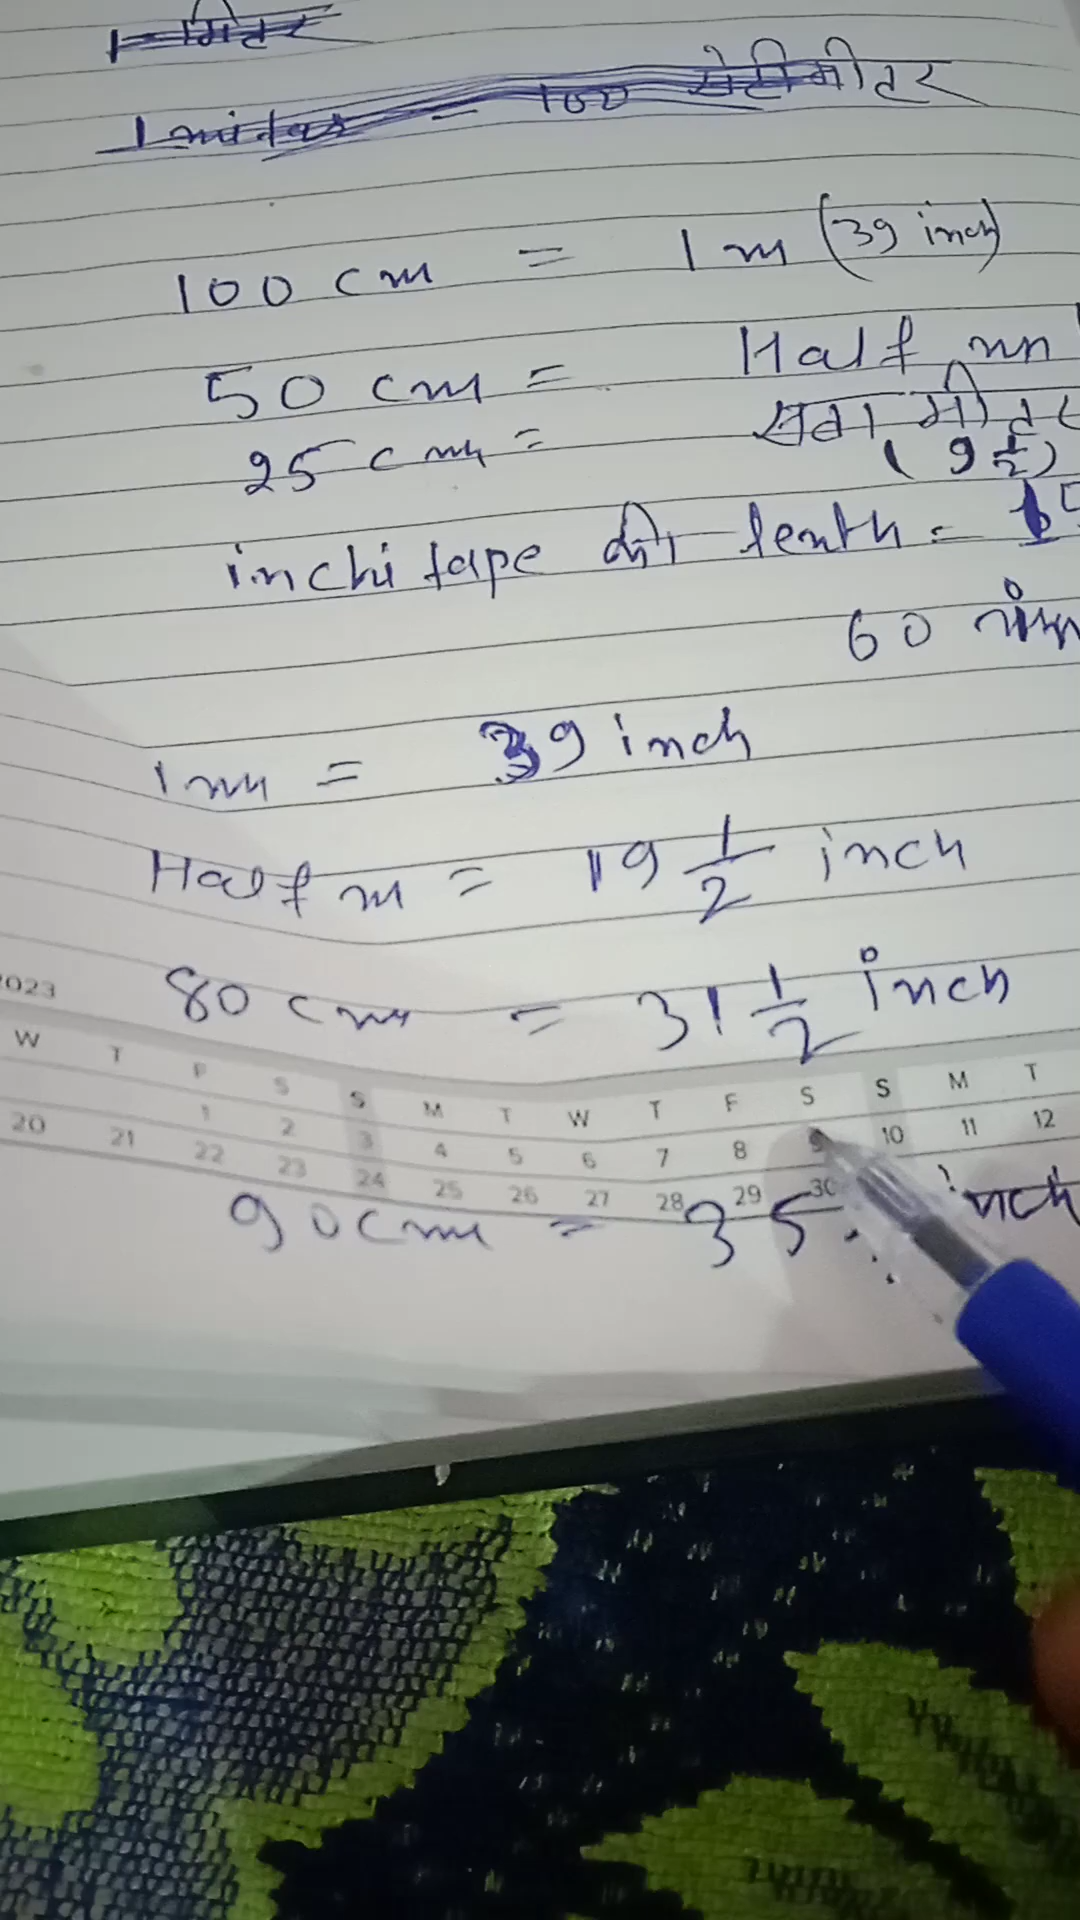 1 मिटर
1 mitar = 100 सेंटीमीटर
100 cm = 1 m (39 inch)
50 cm = Half m
25 cm = सवा मीटर
(9 1/2)
inchi tape की lenth =
60
1 m = 39 inch
Half m = 19 1/2 inch
80 cm = 31 1/2 inch
2023
W T F S S M T W T F S S M T
1 2 3 4 5 6 7 8 9 10 11 12
20 21 22 23 24 25 26 27 28 29 30
90 cm = 35 inch